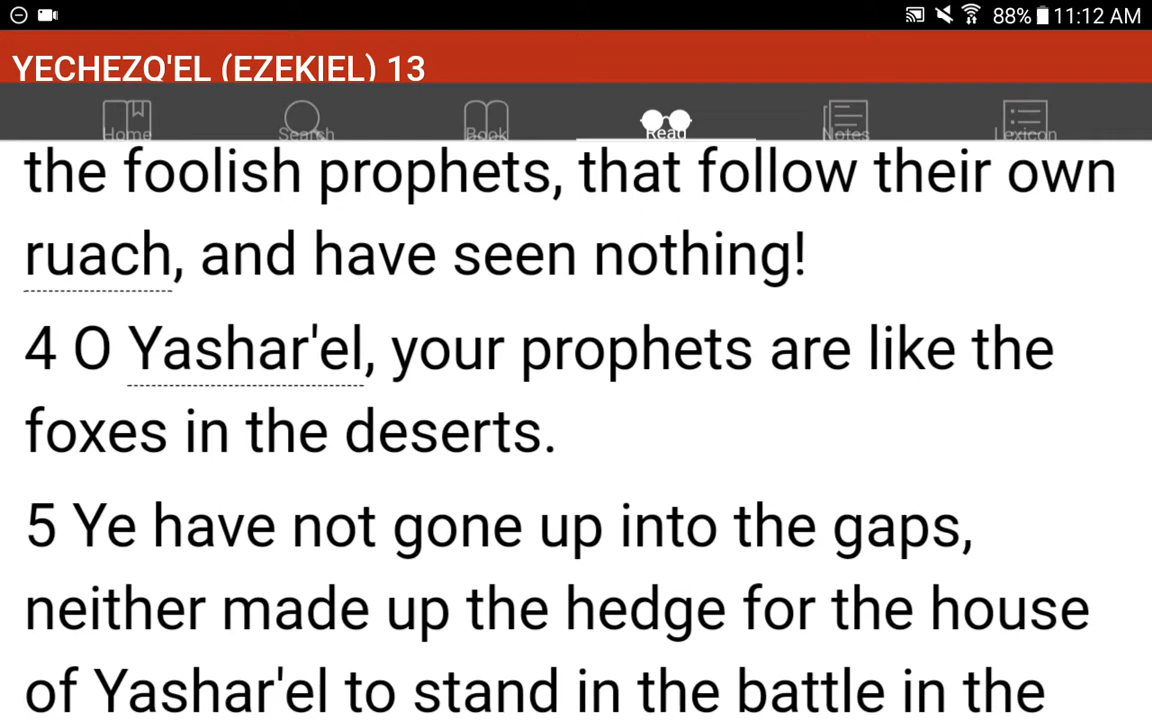 88% 11:12 AM
YECHEZQ'EL (EZEKIEL) 13
Home Search Book Read Notes Lexicon
the foolish prophets, that follow their own
ruach, and have seen nothing!
4 O Yashar'el, your prophets are like the
foxes in the deserts.
5 Ye have not gone up into the gaps,
neither made up the hedge for the house
of Yashar'el to stand in the battle in the